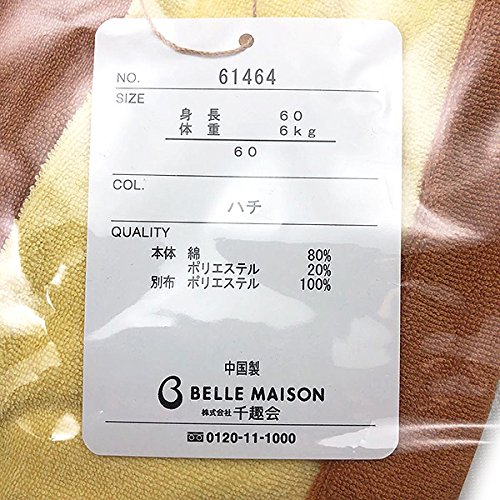 NO. 61464
SIZE
身長 60
体重 6kg
60
COL.
ハチ
QUALITY
本体 綿 80%
ポリエステル 20%
別布 ポリエステル 100%
中国製
BELLE MAISON
株式会社千趣会
0120-11-1000